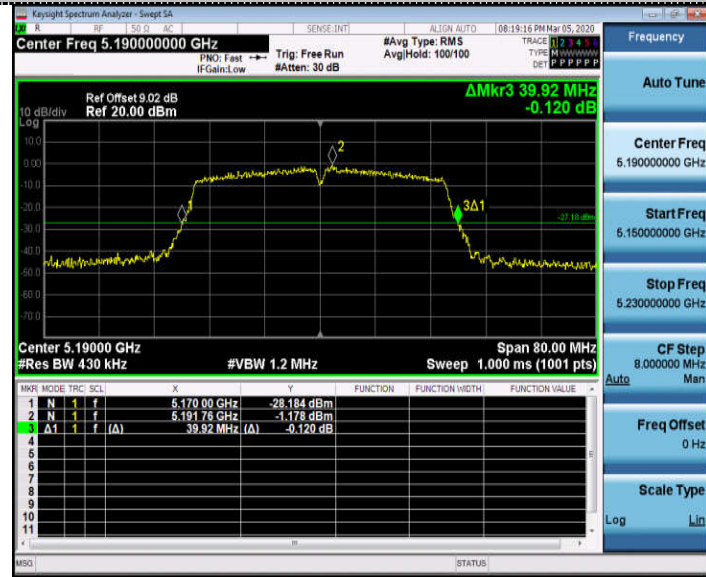 Keysight Spectrum Analyzer - Swept SA
R RF 50 Ω AC SENSE:INT ALIGN AUTO 08:19:16 PM Mar 05, 2020
Center Freq 5.190000000 GHz
PNO: Fast
IFGain:Low
Trig: Free Run
#Atten: 30 dB
#Avg Type: RMS
Avg|Hold: 100/100
TRACE 1 2 3 4 5 6
TYPE M WWWWW
DET P P P P P P
Frequency
Auto Tune
Center Freq
5.190000000 GHz
Start Freq
5.150000000 GHz
Stop Freq
5.230000000 GHz
CF Step
8.000000 MHz
Auto Man
Freq Offset
0 Hz
Scale Type
Log Lin
Ref Offset 9.02 dB
10 dB/div Ref 20.00 dBm
Log
ΔMkr3 39.92 MHz
-0.120 dB
10.0
0.00
-10.0
-20.0
-30.0
-40.0
-50.0
-60.0
-70.0
1
2
3Δ1
-27.18 dBm
Center 5.19000 GHz Span 80.00 MHz
#Res BW 430 kHz #VBW 1.2 MHz Sweep 1.000 ms (1001 pts)
MKR MODE TRC SCL X Y FUNCTION FUNCTION WIDTH FUNCTION VALUE
1 N 1 f 5.170 00 GHz -28.184 dBm
2 N 1 f 5.191 76 GHz -1.178 dBm
3 Δ1 1 f (Δ) 39.92 MHz (Δ) -0.120 dB
4
5
6
7
8
9
10
11
MSG STATUS